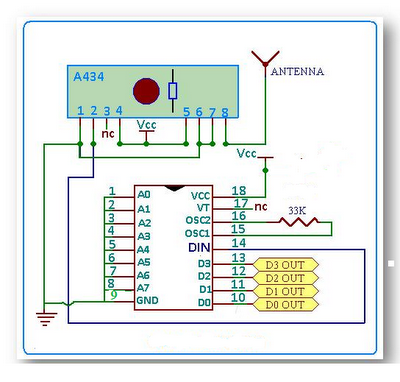 A434
ANTENNA
1 2 3 4 5 6 7 8
nc
Vcc
Vcc
1 A0 VCC 18
2 A1 VT 17 nc
3 A2 OSC2 16 33K
4 A3 OSC1 15
5 A4 DIN 14
6 A5 D3 13 D3 OUT
7 A6 D2 12 D2 OUT
8 A7 D1 11 D1 OUT
9 GND D0 10 D0 OUT